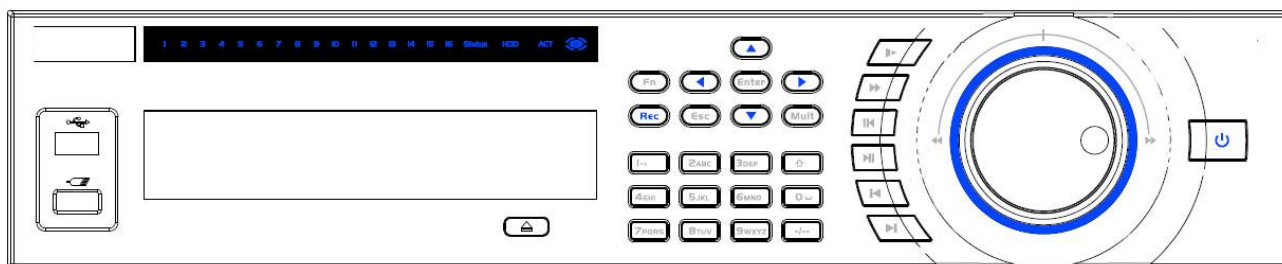 1 2 3 4 5 6 7 8 9 10 11 12 13 14 15 16 Status HDD ACT
Fn Enter
Rec Esc Mult
1 2ABC 3DEF
4GHI 5JKL 6MNO 0
7PQRS 8TUV 9WXYZ -/--